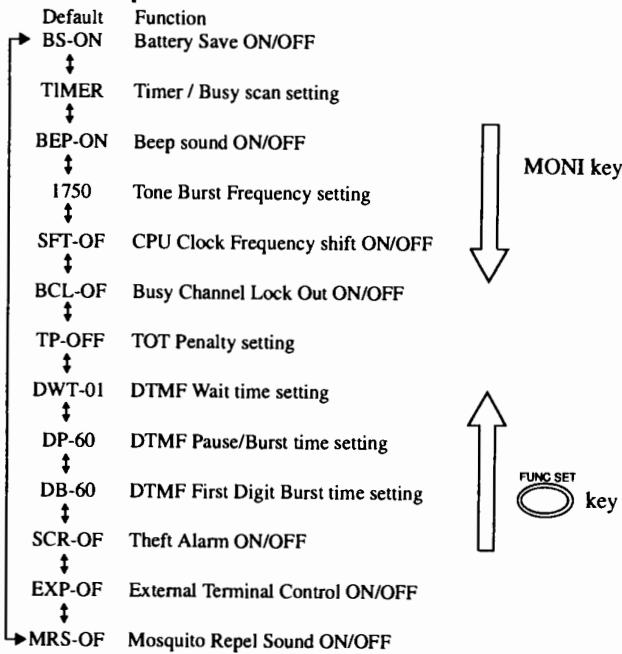 Default Function
BS-ON Battery Save ON/OFF
TIMER Timer / Busy scan setting
BEP-ON Beep sound ON/OFF
MONI key
1750 Tone Burst Frequency setting
SFT-OF CPU Clock Frequency shift ON/OFF
BCL-OF Busy Channel Lock Out ON/OFF
TP-OFF TOT Penalty setting
DWT-01 DTMF Wait time setting
DP-60 DTMF Pause/Burst time setting
FUNC SET
DB-60 DTMF First Digit Burst time setting
key
SCR-OF Theft Alarm ON/OFF
EXP-OF External Terminal Control ON/OFF
MRS-OF Mosquito Repel Sound ON/OFF